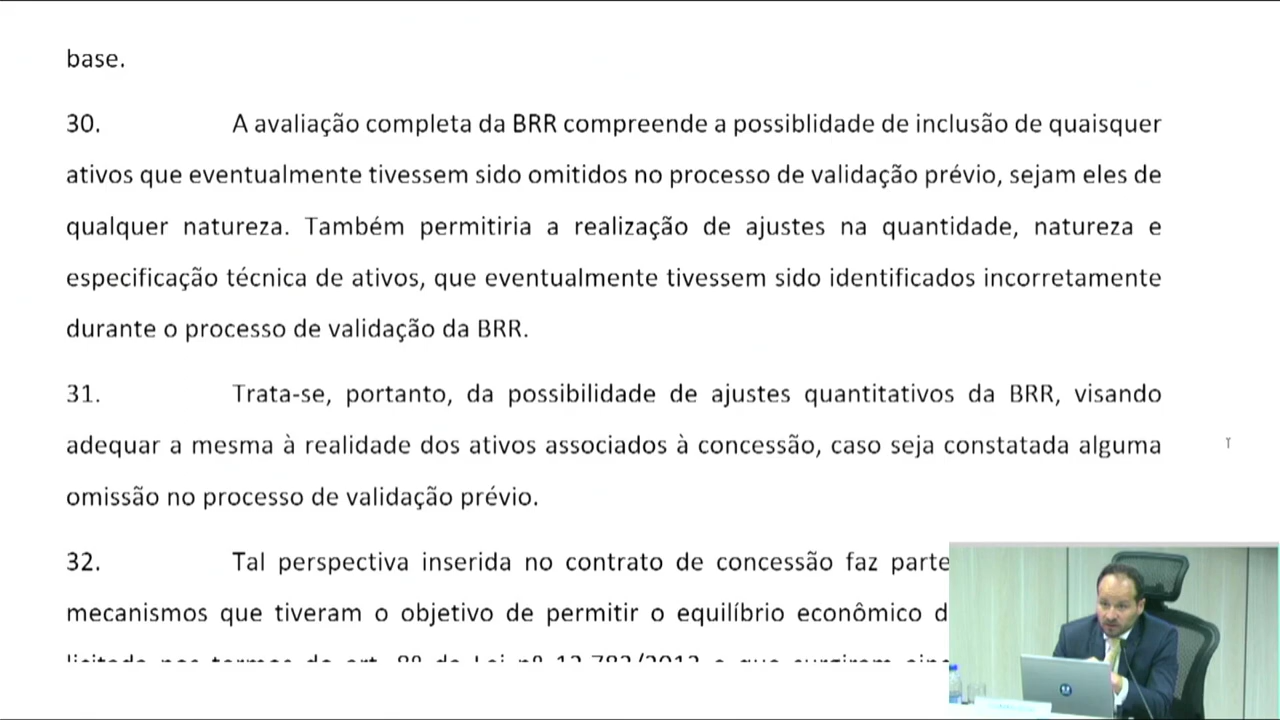 base.
30. A avaliação completa da BRR compreende a possiblidade de inclusão de quaisquer
ativos que eventualmente tivessem sido omitidos no processo de validação prévio, sejam eles de
qualquer natureza. Também permitiria a realização de ajustes na quantidade, natureza e
especificação técnica de ativos, que eventualmente tivessem sido identificados incorretamente
durante o processo de validação da BRR.
31. Trata-se, portanto, da possibilidade de ajustes quantitativos da BRR, visando
adequar a mesma à realidade dos ativos associados à concessão, caso seja constatada alguma
omissão no processo de validação prévio.
32. Tal perspectiva inserida no contrato de concessão faz parte
mecanismos que tiveram o objetivo de permitir o equilíbrio econômico d